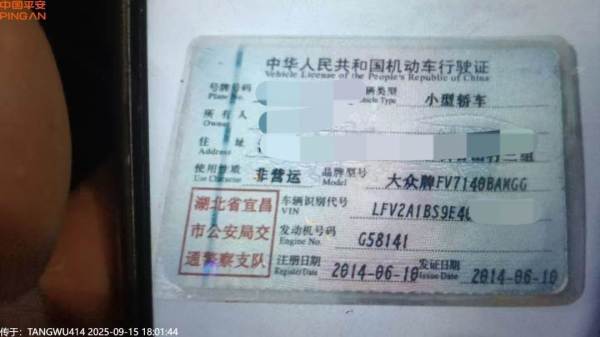 中国平安
PINGAN
中华人民共和国机动车行驶证
Vehicle License of the People's Republic of China
号牌号码
Plate No.
辆类型 小型轿车
Vehicle Type
所有人
Owner
住址
Address
使用性质 非营运 品牌型号 大众牌FV7140BAMGG
Use Character Model
湖北省宜昌
市公安局交
通警察支队
车辆识别代号 LFV2A1BS9E4
VIN
发动机号码 G58141
Engine No.
注册日期 2014-06-10 发证日期 2014-06-10
Register Date Issue Date
传于：TANGWU414 2025-09-15 18:01:44